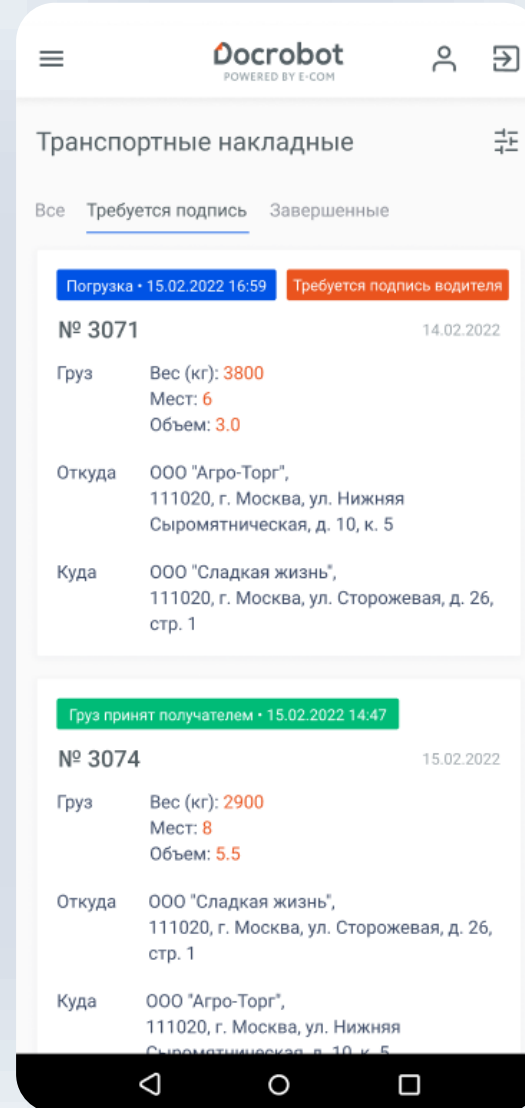 Docrobot
POWERED BY E-COM
Транспортные накладные
Все Требуется подпись Завершенные
Погрузка • 15.02.2022 16:59 Требуется подпись водителя
№ 3071 14.02.2022
Груз Вес (кг): 3800
Мест: 6
Объем: 3.0
Откуда ООО "Агро-Торг",
111020, г. Москва, ул. Нижняя
Сыромятническая, д. 10, к. 5
Куда ООО "Сладкая жизнь",
111020, г. Москва, ул. Сторожевая, д. 26,
стр. 1
Груз принят получателем • 15.02.2022 14:47
№ 3074 15.02.2022
Груз Вес (кг): 2900
Мест: 8
Объем: 5.5
Откуда ООО "Сладкая жизнь",
111020, г. Москва, ул. Сторожевая, д. 26,
стр. 1
Куда ООО "Агро-Торг",
111020, г. Москва, ул. Нижняя
Сыромятническая, д. 10, к. 5